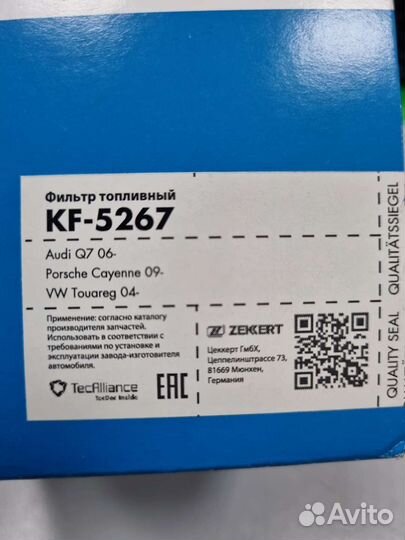 Фильтр топливный
KF-5267
Audi Q7 06-
Porsche Cayenne 09-
VW Touareg 04-
Применение: согласно каталогу
производителя запчастей.
Использовать в соответствии с
требованиями по установке и
эксплуатации завода-изготовителя
автомобиля.
TecAlliance
TecDoc Inside
EAC
ZEKKERT
Цеккерт ГмбХ,
Цеппелинштрассе 73,
81669 Мюнхен,
Германия
QUALITY SEAL
QUALITÄTSSIEGEL
Avito